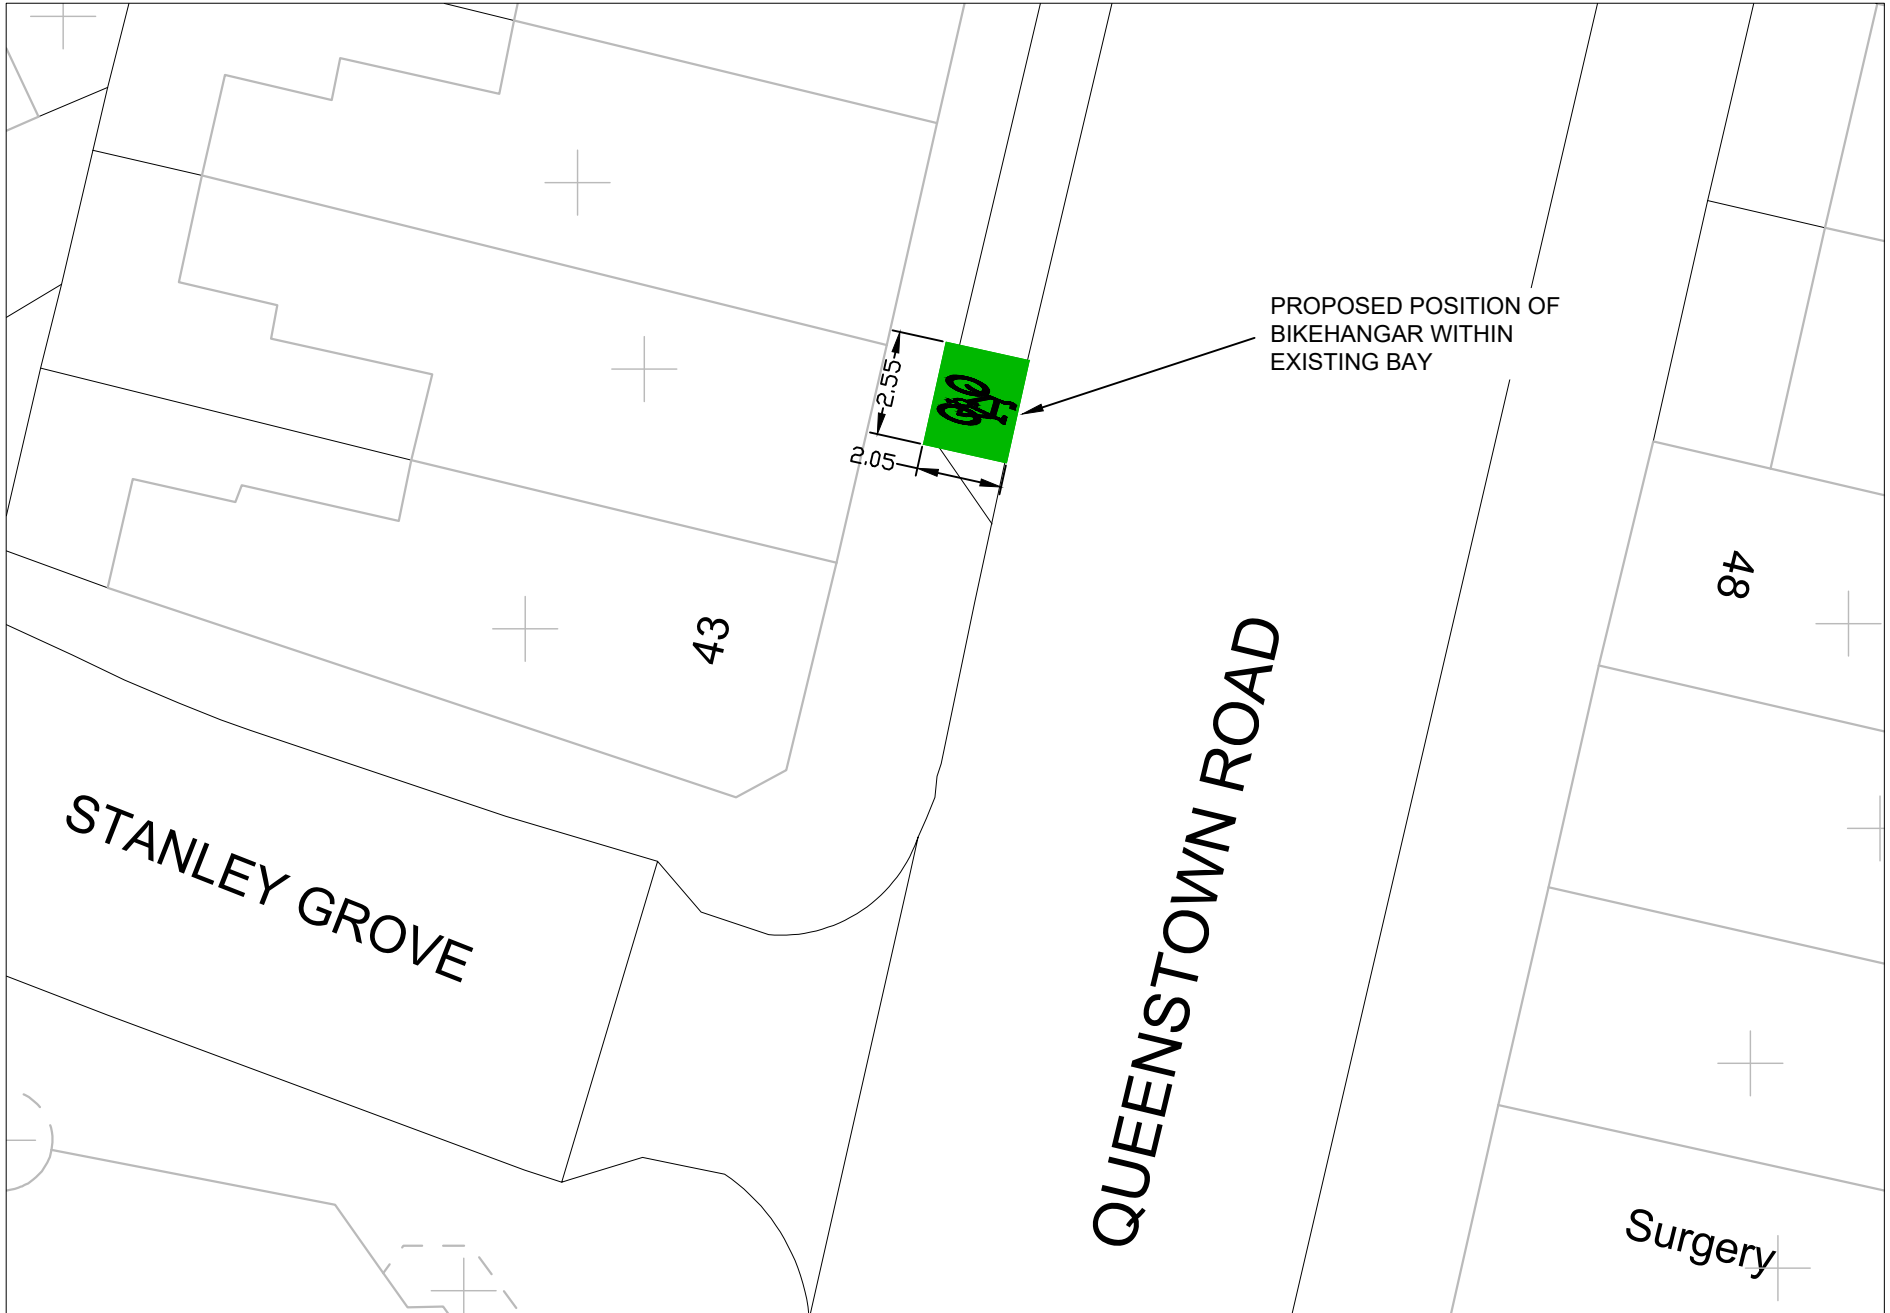 PROPOSED POSITION OF
BIKEHANGAR WITHIN
EXISTING BAY
2.55
2.05
43
48
STANLEY GROVE
QUEENSTOWN ROAD
Surgery